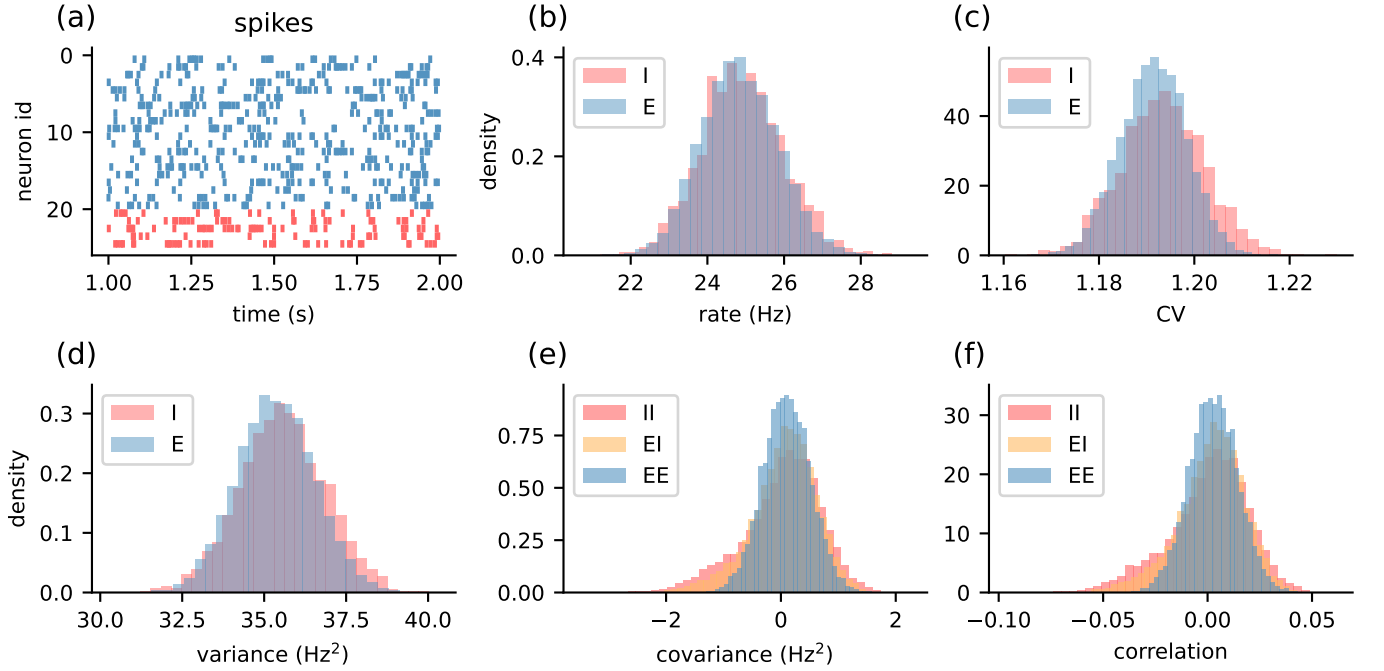 (a)
spikes
neuron id
0
10
20
1.00 1.25 1.50 1.75 2.00
time (s)
(b)
density
0.4
0.2
0.0
I
E
22 24 26 28
rate (Hz)
(c)
40
20
0
I
E
1.16 1.18 1.20 1.22
CV
(d)
density
0.3
0.2
0.1
0.0
I
E
30.0 32.5 35.0 37.5 40.0
variance (Hz²)
(e)
0.75
0.50
0.25
0.00
II
EI
EE
−2 0 2
covariance (Hz²)
(f)
30
20
10
0
II
EI
EE
−0.10 −0.05 0.00 0.05
correlation